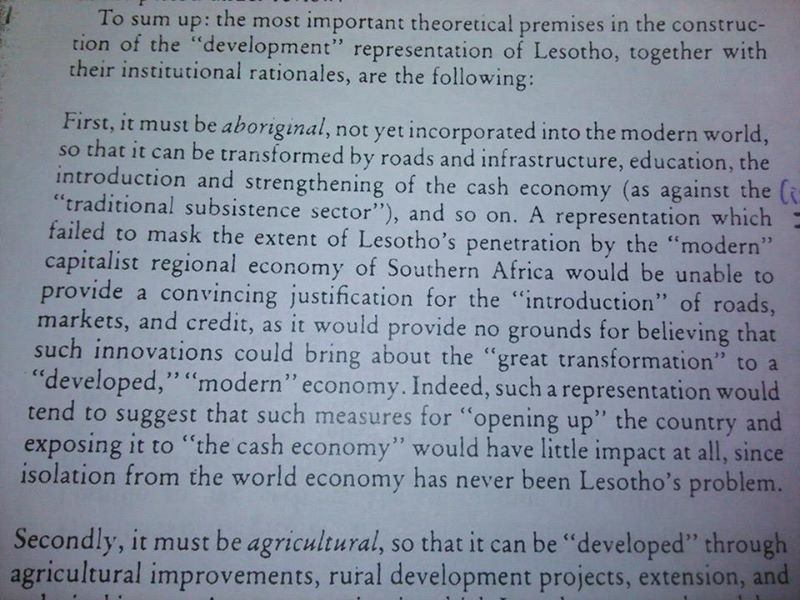 To sum up: the most important theoretical premises in the construc-
tion of the “development” representation of Lesotho, together with
their institutional rationales, are the following:
First, it must be aboriginal, not yet incorporated into the modern world,
so that it can be transformed by roads and infrastructure, education, the
introduction and strengthening of the cash economy (as against the
“traditional subsistence sector”), and so on. A representation which
failed to mask the extent of Lesotho’s penetration by the “modern”
capitalist regional economy of Southern Africa would be unable to
provide a convincing justification for the “introduction” of roads,
markets, and credit, as it would provide no grounds for believing that
such innovations could bring about the “great transformation” to a
“developed,” “modern” economy. Indeed, such a representation would
tend to suggest that such measures for “opening up” the country and
exposing it to “the cash economy” would have little impact at all, since
isolation from the world economy has never been Lesotho’s problem.
Secondly, it must be agricultural, so that it can be “developed” through
agricultural improvements, rural development projects, extension, and